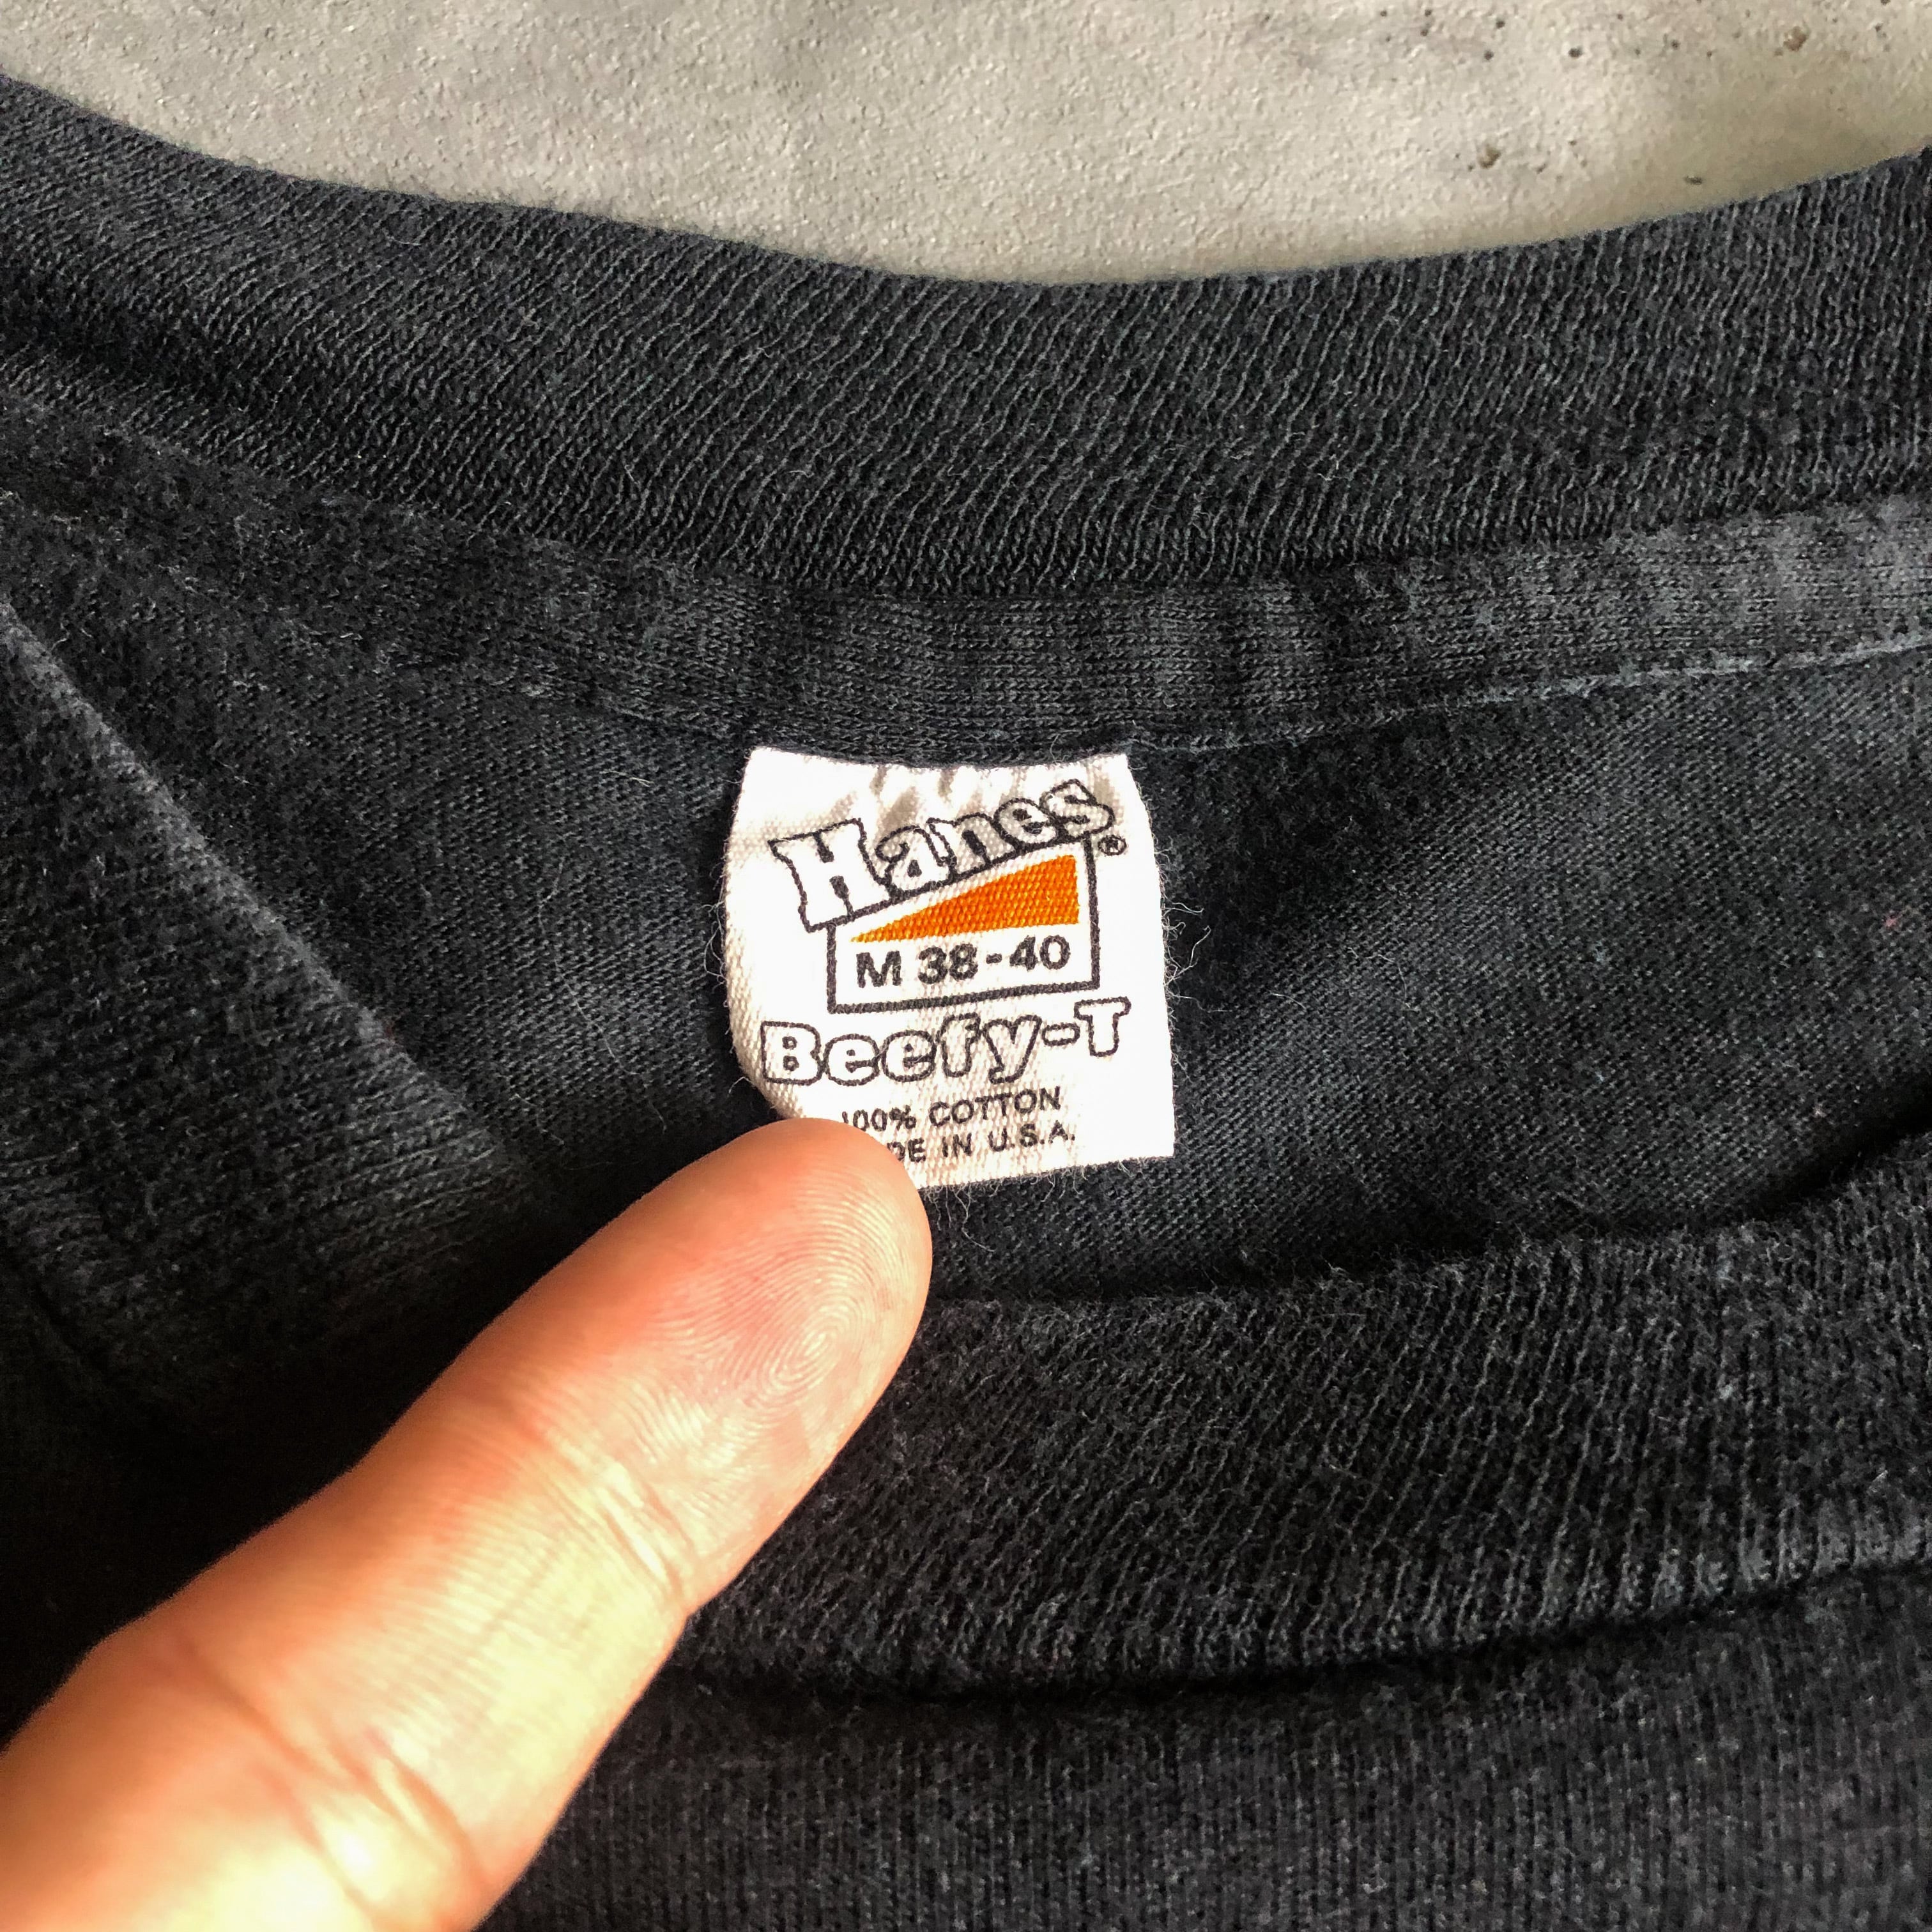 Hanes®
M 38-40
Beefy-T
100% COTTON
DE IN U.S.A.